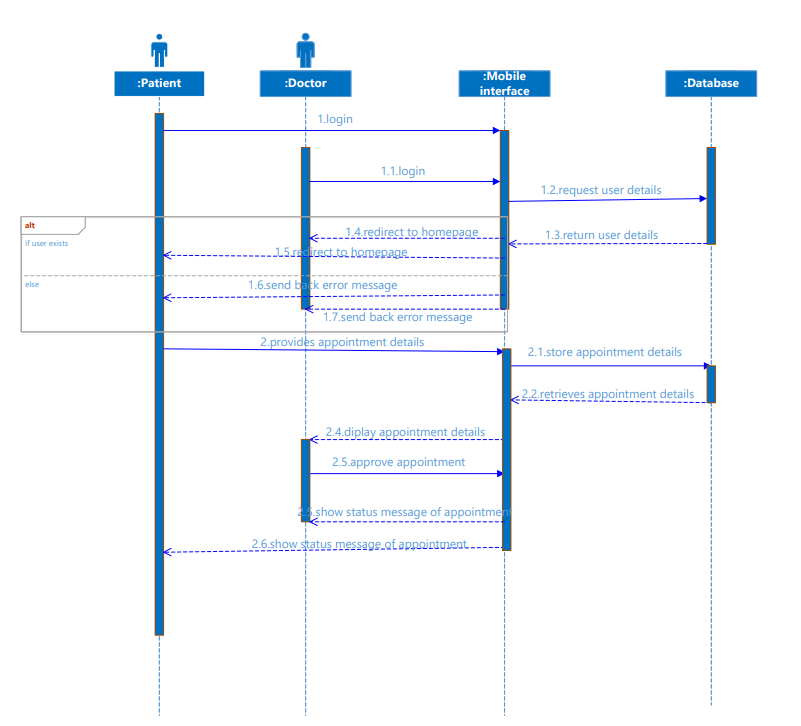 :Patient
:Doctor
:Mobile
interface
:Database
1.login
1.1.login
1.2.request user details
alt
if user exists
1.4.redirect to homepage
1.3.return user details
1.5.redirect to homepage
else
1.6.send back error message
1.7.send back error message
2.provides appointment details
2.1.store appointment details
2.2.retrieves appointment details
2.4.diplay appointment details
2.5.approve appointment
2.5.show status message of appointment
2.6.show status message of appointment